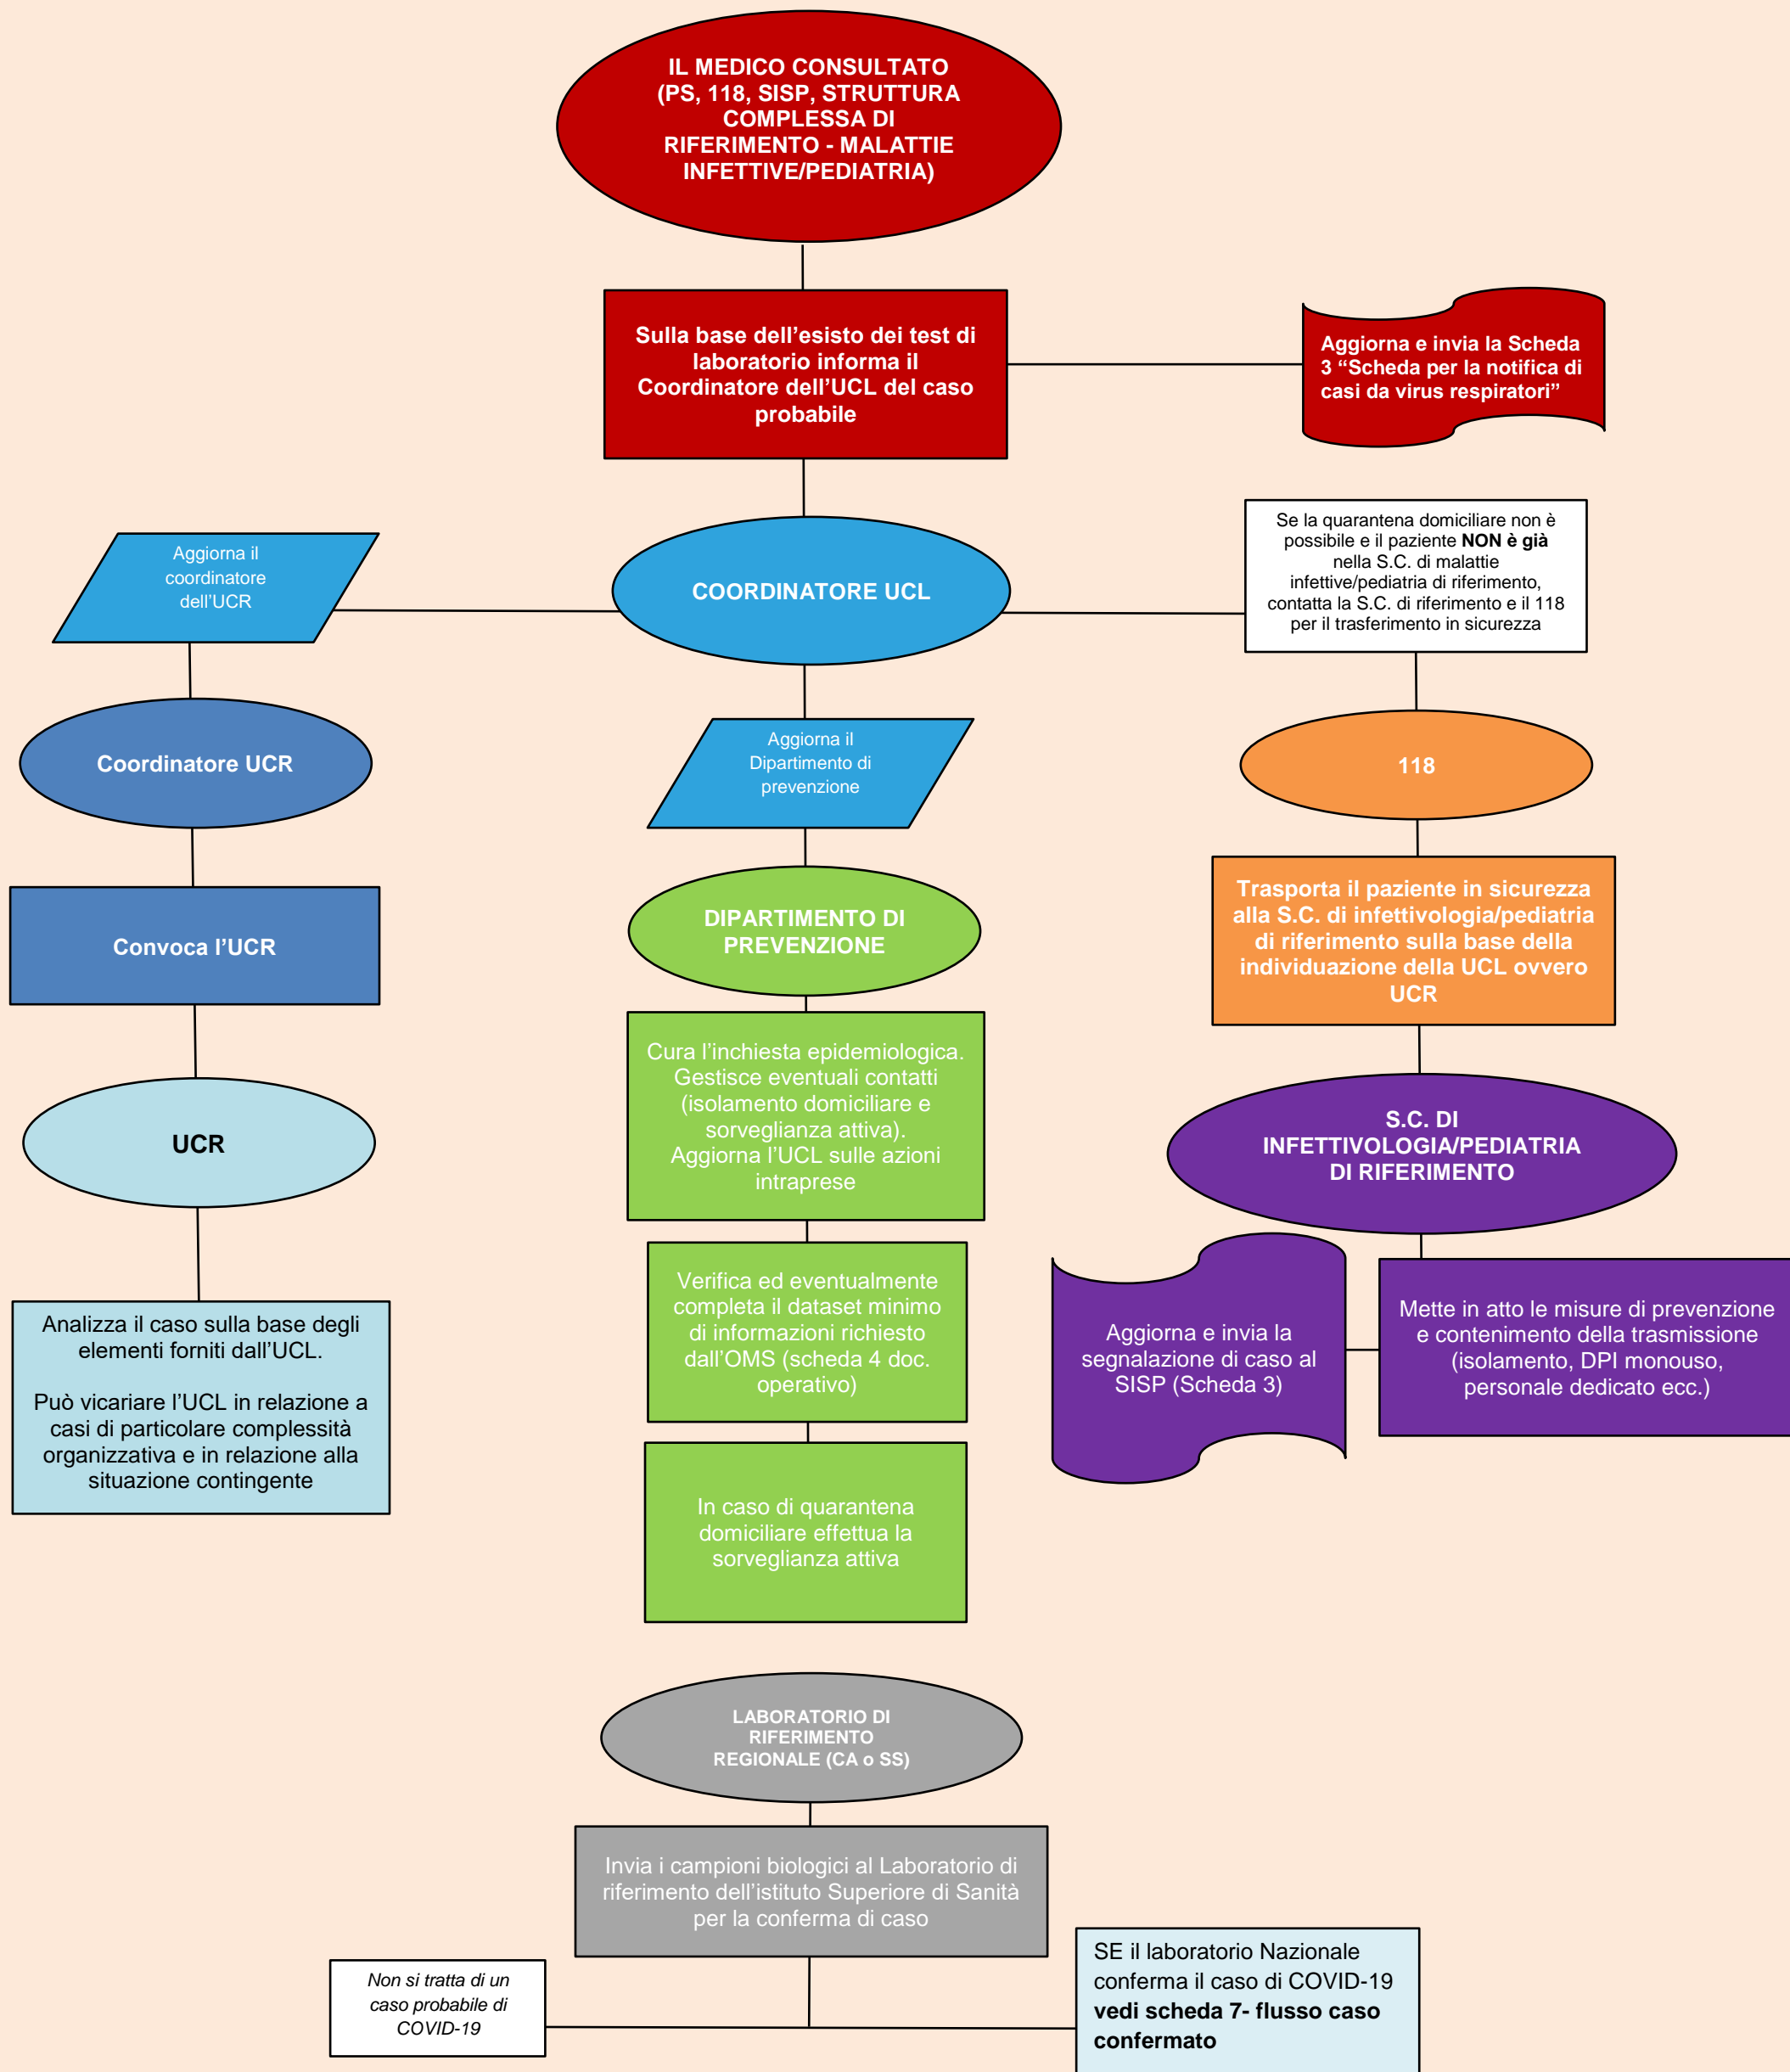 IL MEDICO CONSULTATO
(PS, 118, SISP, STRUTTURA
COMPLESSA DI
RIFERIMENTO - MALATTIE
INFETTIVE/PEDIATRIA)
Sulla base dell’esisto dei test di
laboratorio informa il
Coordinatore dell’UCL del caso
probabile
Aggiorna e invia la Scheda
3 “Scheda per la notifica di
casi da virus respiratori”
Aggiorna il
coordinatore
dell’UCR
COORDINATORE UCL
Se la quarantena domiciliare non è
possibile e il paziente NON è già
nella S.C. di malattie
infettive/pediatria di riferimento,
contatta la S.C. di riferimento e il 118
per il trasferimento in sicurezza
Coordinatore UCR
Aggiorna il
Dipartimento di
prevenzione
118
Convoca l’UCR
DIPARTIMENTO DI
PREVENZIONE
Trasporta il paziente in sicurezza
alla S.C. di infettivologia/pediatria
di riferimento sulla base della
individuazione della UCL ovvero
UCR
UCR
Cura l’inchiesta epidemiologica.
Gestisce eventuali contatti
(isolamento domiciliare e
sorveglianza attiva).
Aggiorna l’UCL sulle azioni
intraprese
S.C. DI
INFETTIVOLOGIA/PEDIATRIA
DI RIFERIMENTO
Analizza il caso sulla base degli
elementi forniti dall’UCL.
Può vicariare l’UCL in relazione a
casi di particolare complessità
organizzativa e in relazione alla
situazione contingente
Verifica ed eventualmente
completa il dataset minimo
di informazioni richiesto
dall’OMS (scheda 4 doc.
operativo)
Aggiorna e invia la
segnalazione di caso al
SISP (Scheda 3)
Mette in atto le misure di prevenzione
e contenimento della trasmissione
(isolamento, DPI monouso,
personale dedicato ecc.)
In caso di quarantena
domiciliare effettua la
sorveglianza attiva
LABORATORIO DI
RIFERIMENTO
REGIONALE (CA o SS)
Invia i campioni biologici al Laboratorio di
riferimento dell’istituto Superiore di Sanità
per la conferma di caso
Non si tratta di un
caso probabile di
COVID-19
SE il laboratorio Nazionale
conferma il caso di COVID-19
vedi scheda 7- flusso caso
confermato